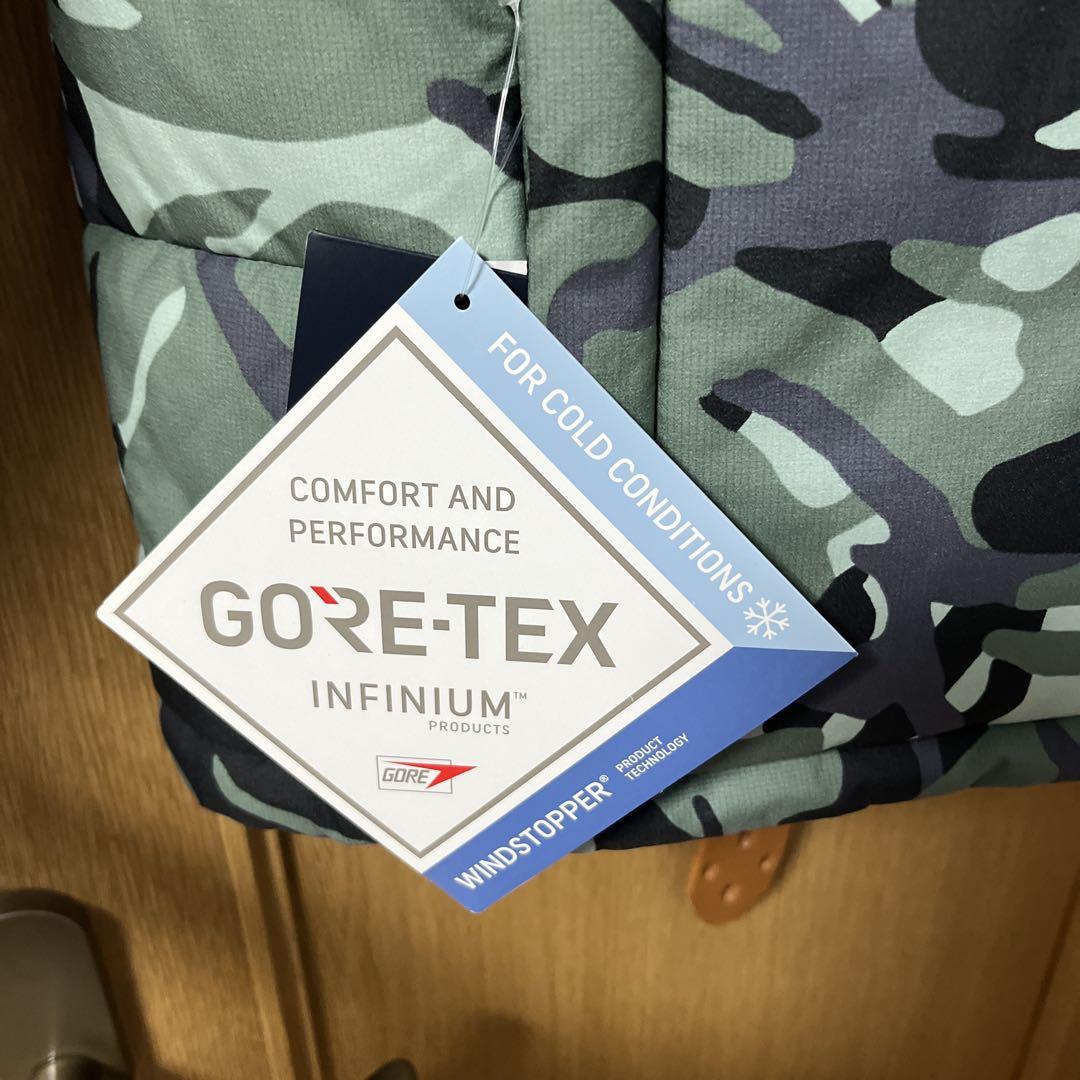 FOR COLD CONDITIONS
COMFORT AND
PERFORMANCE
GORE-TEX
INFINIUM™
PRODUCTS
GORE
WINDSTOPPER®
PRODUCT
TECHNOLOGY